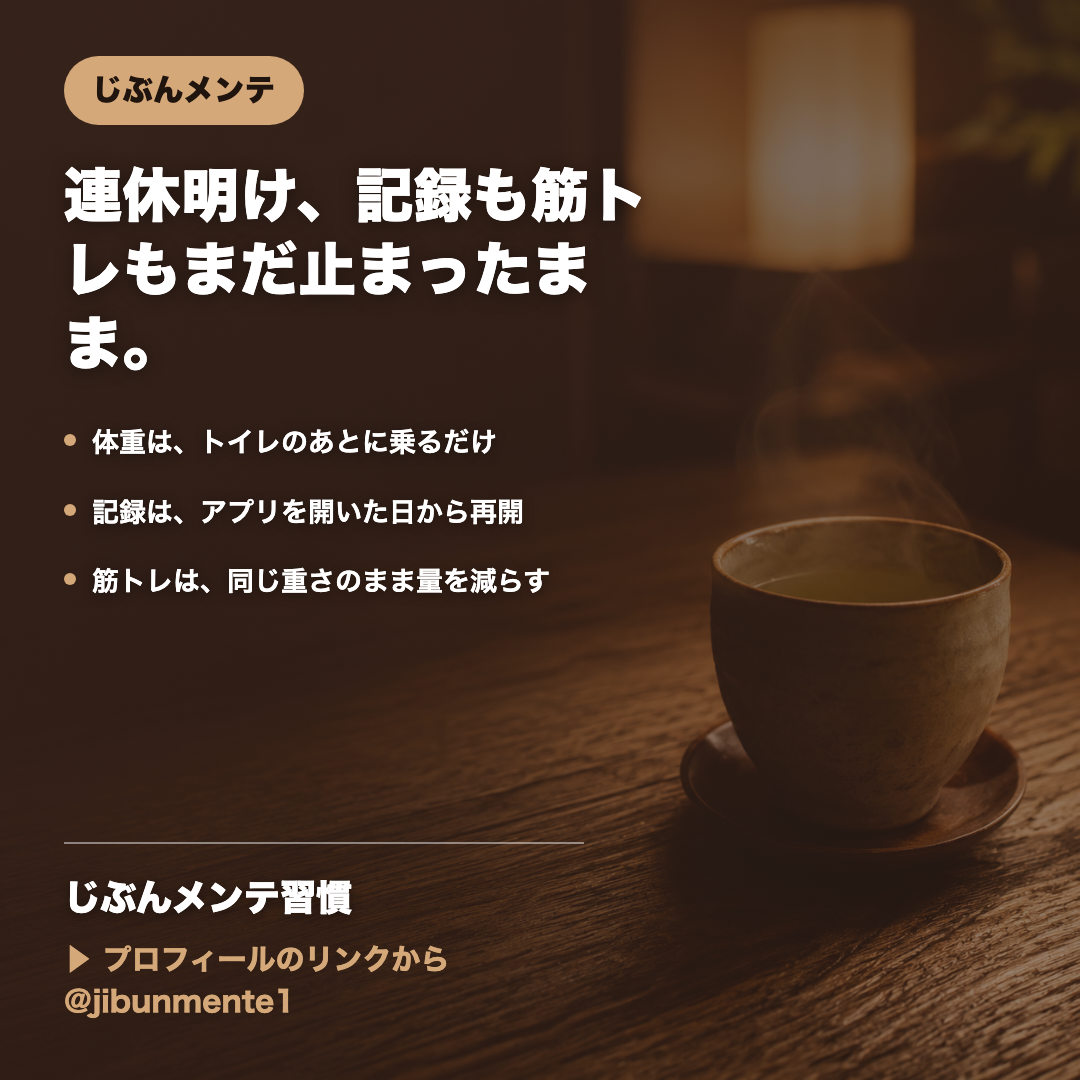 じぶんメンテ
連休明け、記録も筋ト
レもまだ止まったま
ま。
• 体重は、トイレのあとに乗るだけ
• 記録は、アプリを開いた日から再開
• 筋トレは、同じ重さのまま量を減らす
じぶんメンテ習慣
▶ プロフィールのリンクから
@jibunmente1